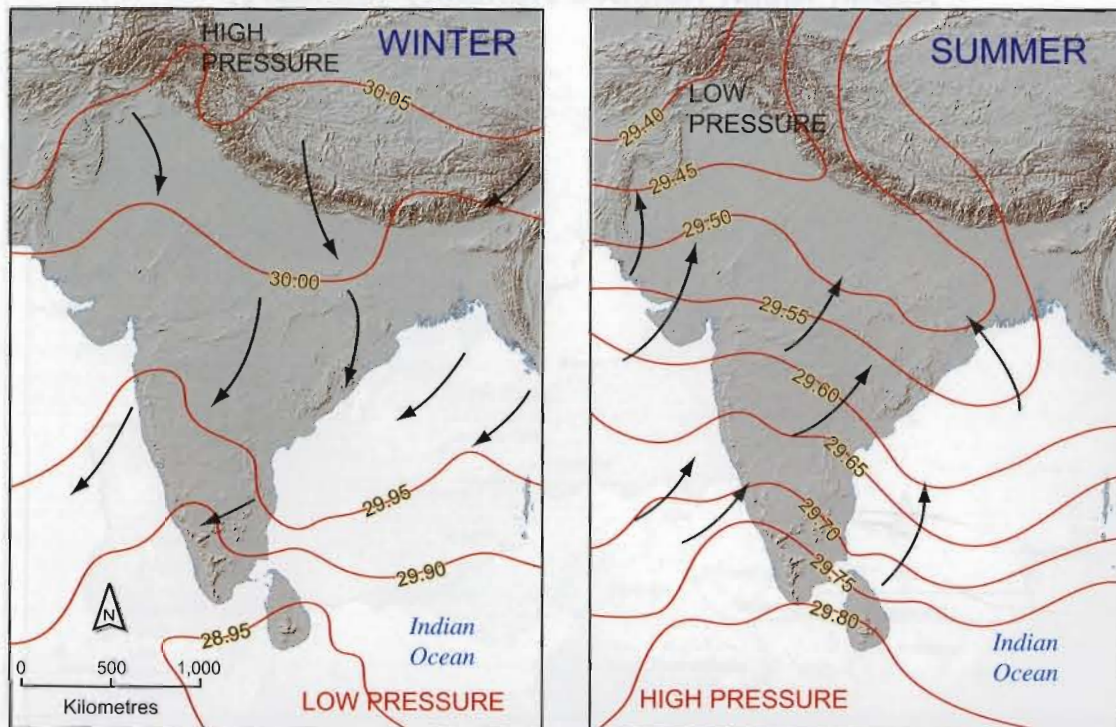 HIGH
PRESSURE
WINTER
30·05
30·00
29·95
29·90
28·95
N
0 500 1,000
Kilometres
Indian
Ocean
LOW PRESSURE
SUMMER
LOW
PRESSURE
29·40
29·45
29·50
29·55
29·60
29·65
29·70
29·75
29·80
Indian
Ocean
HIGH PRESSURE